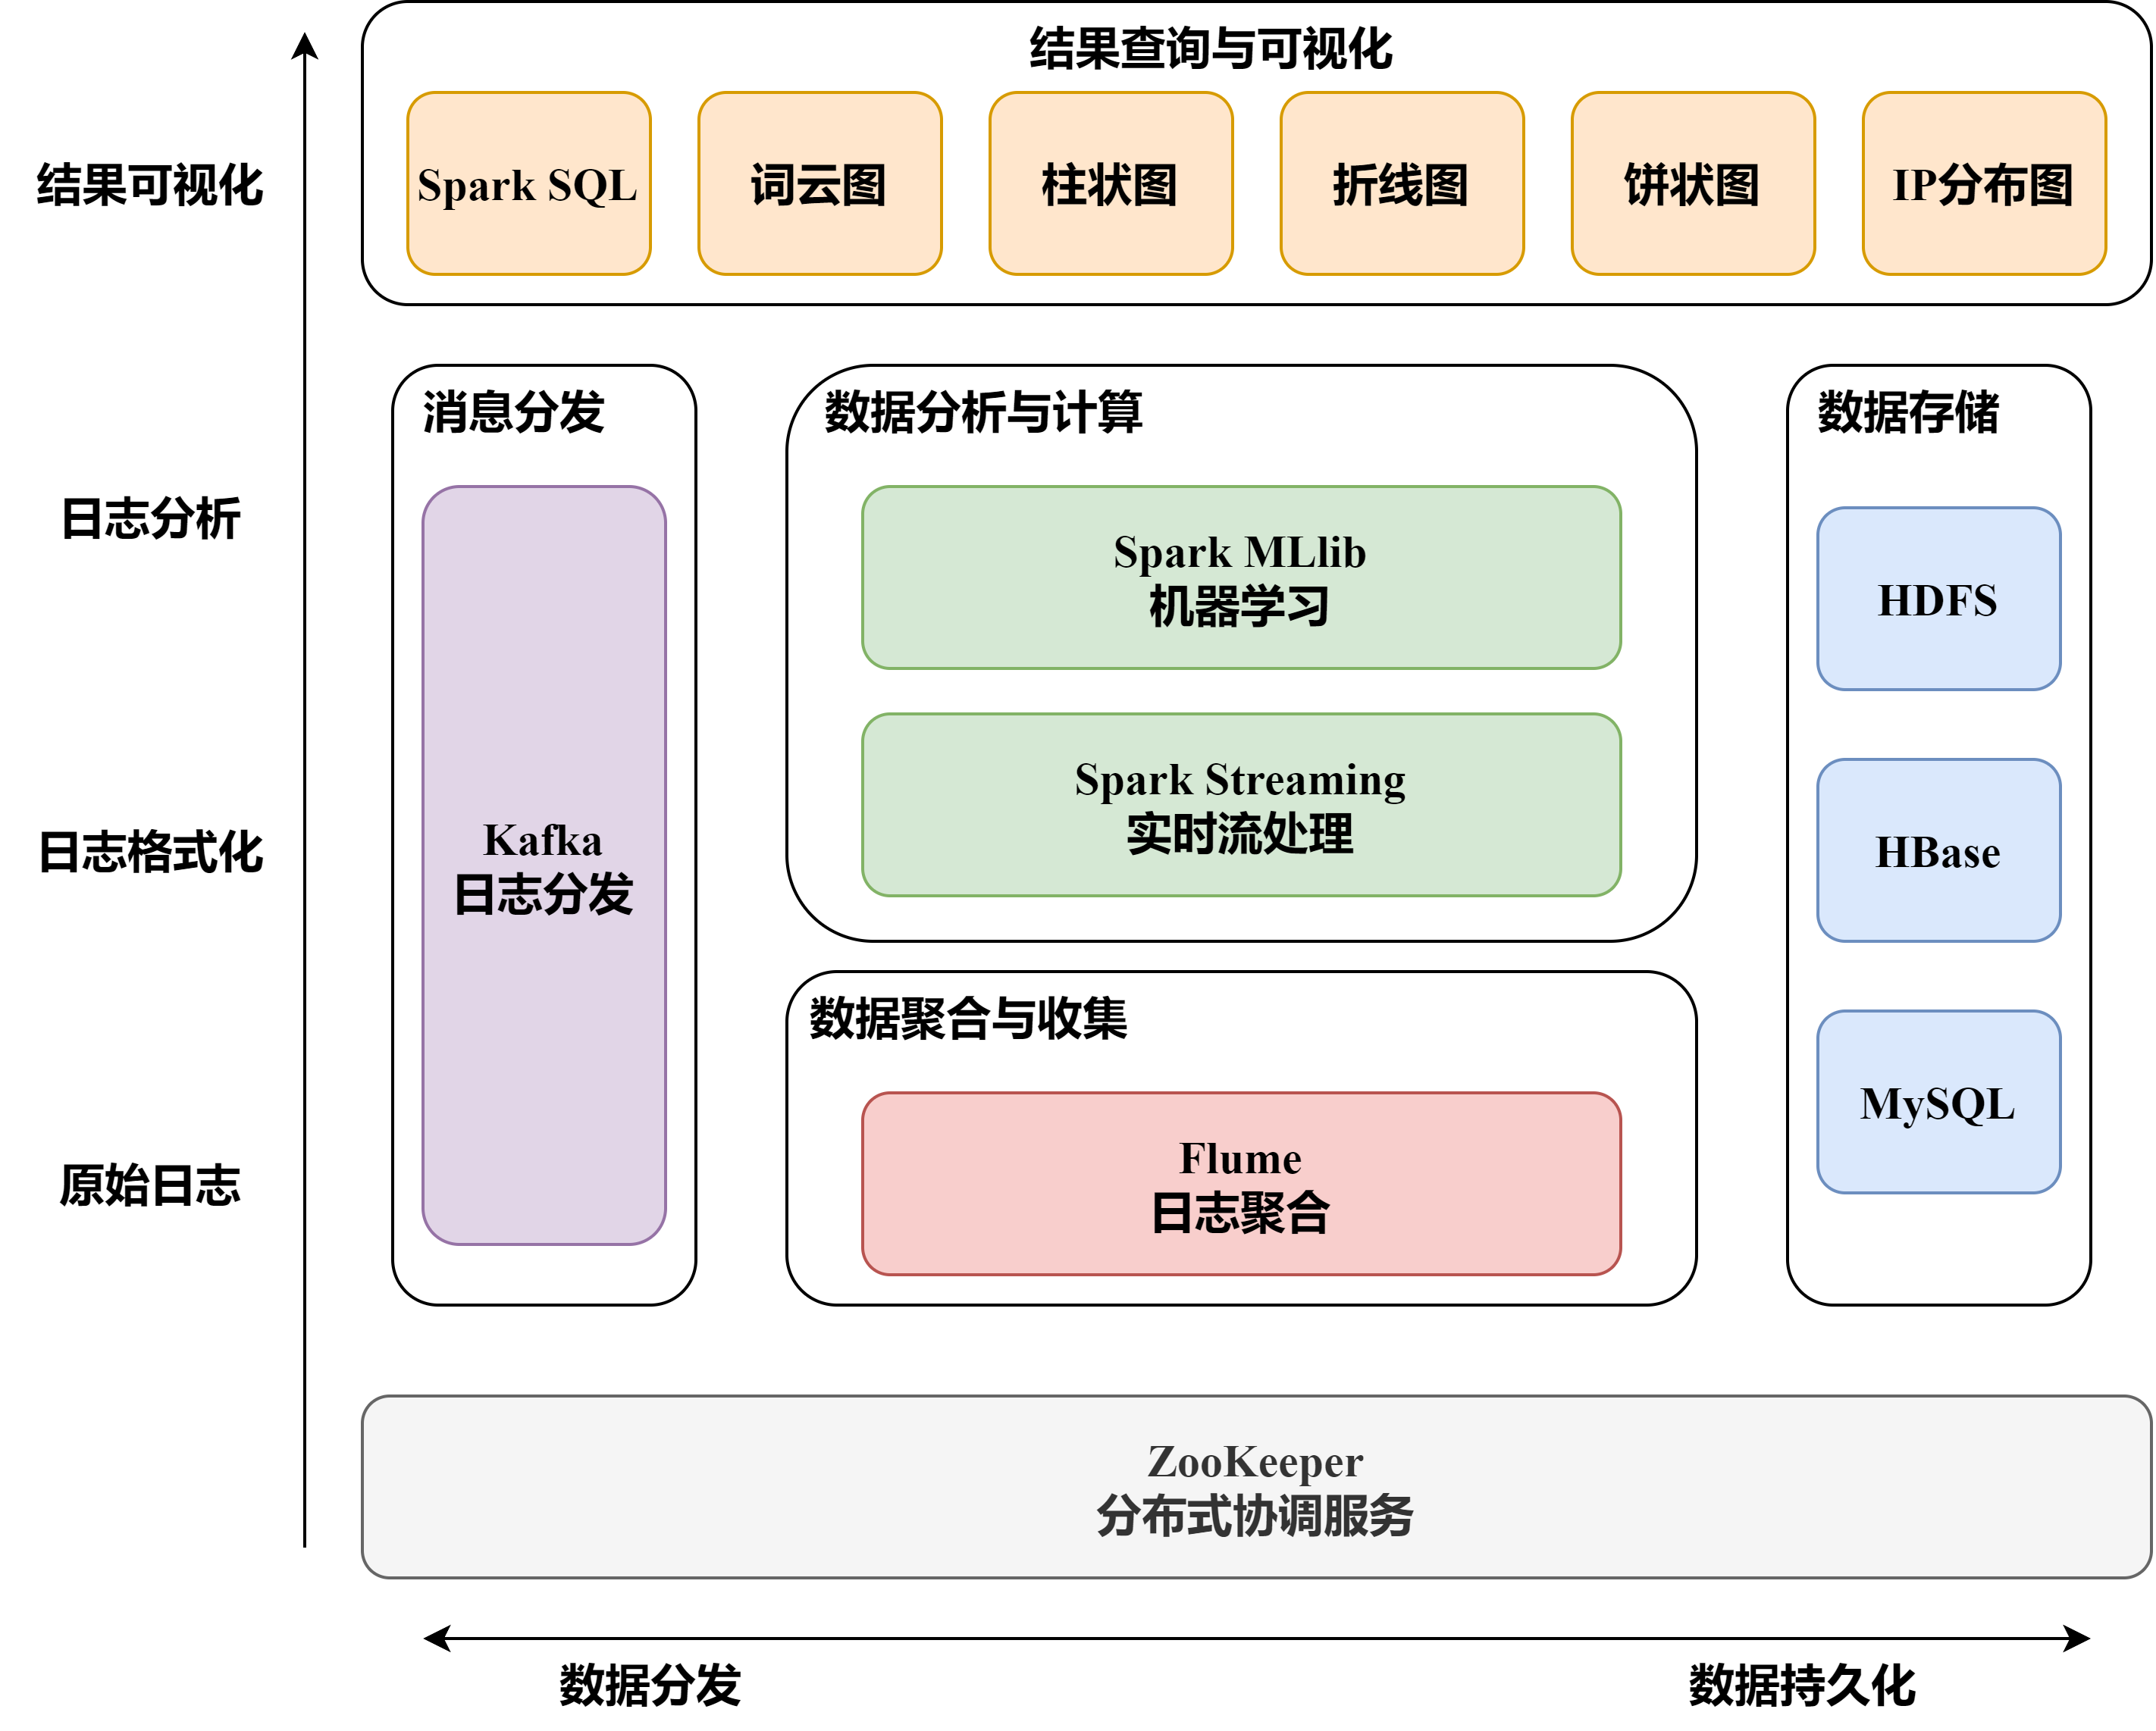 结果查询与可视化
结果可视化
Spark SQL
词云图
柱状图
折线图
饼状图
IP分布图
消息分发
数据分析与计算
数据存储
日志分析
Spark MLlib
机器学习
HDFS
Spark Streaming
实时流处理
日志格式化
Kafka
日志分发
HBase
数据聚合与收集
MySQL
原始日志
Flume
日志聚合
ZooKeeper
分布式协调服务
数据分发
数据持久化